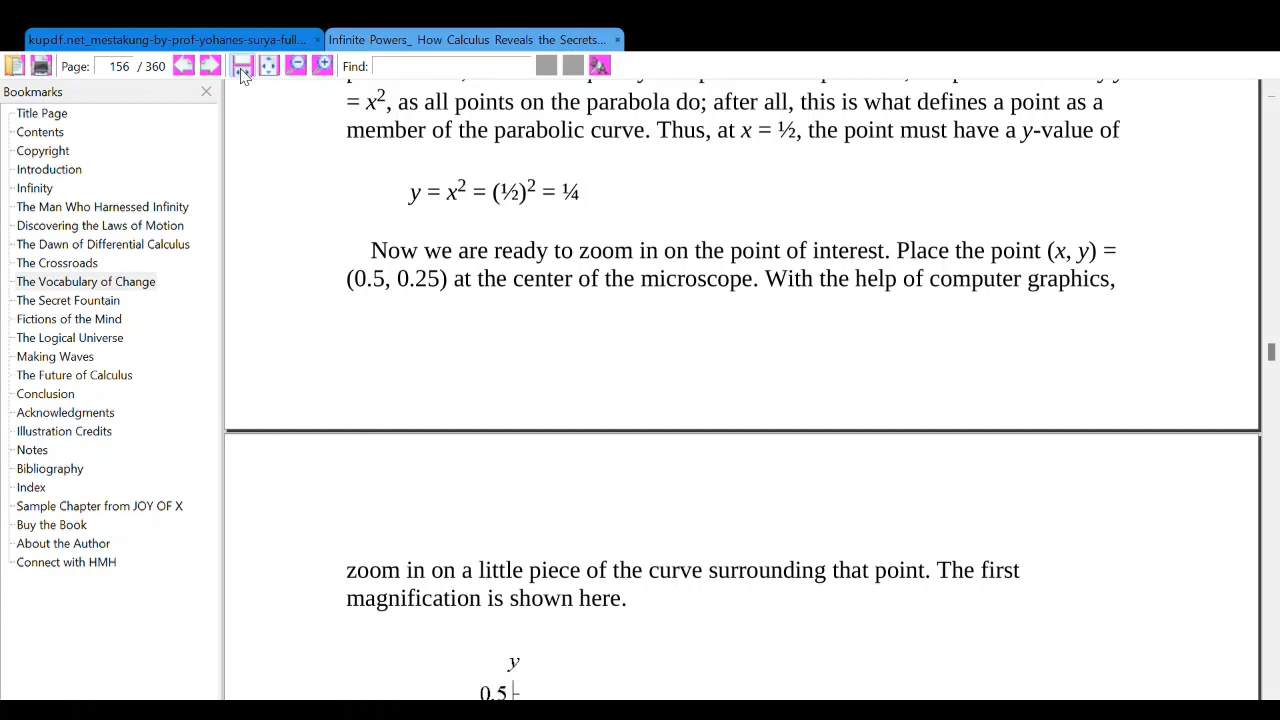 kupdf.net_mestakung-by-prof-yohanes-surya-full... ×
Infinite Powers_ How Calculus Reveals the Secrets... ×
Page: 156 / 360
Find:
Bookmarks
Title Page
Contents
Copyright
Introduction
Infinity
The Man Who Harnessed Infinity
Discovering the Laws of Motion
The Dawn of Differential Calculus
The Crossroads
The Vocabulary of Change
The Secret Fountain
Fictions of the Mind
The Logical Universe
Making Waves
The Future of Calculus
Conclusion
Acknowledgments
Illustration Credits
Notes
Bibliography
Index
Sample Chapter from JOY OF X
Buy the Book
About the Author
Connect with HMH
= x², as all points on the parabola do; after all, this is what defines a point as a
member of the parabolic curve. Thus, at x = ½, the point must have a y-value of
y = x² = (½)² = ¼
Now we are ready to zoom in on the point of interest. Place the point (x, y) =
(0.5, 0.25) at the center of the microscope. With the help of computer graphics,
zoom in on a little piece of the curve surrounding that point. The first
magnification is shown here.
y
0.5